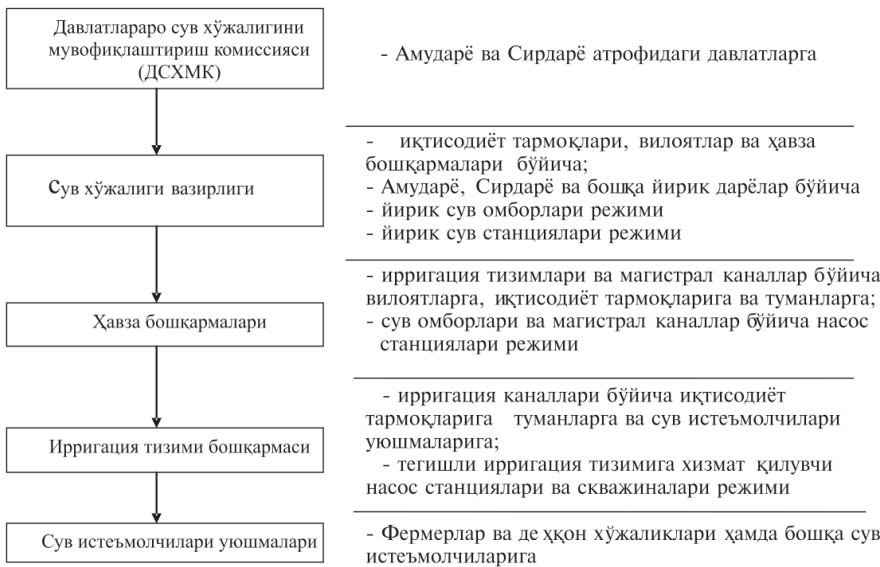 Давлатлараро сув хўжалигини
мувофиқлаштириш комиссияси
(ДСХМК)
- Амударё ва Сирдарё атрофидаги давлатларга
Сув хўжалиги вазирлиги
- иқтисодиёт тармоқлари, вилоятлар ва ҳавза
бошқармалари бўйича;
- Амударё, Сирдарё ва бошқа йирик дарёлар бўйича
- йирик сув омборлари режими
- йирик сув станциялари режими
Ҳавза бошқармалари
- ирригация тизимлари ва магистрал каналлар бўйича
вилоятларга, иқтисодиёт тармоқларига ва туманларга;
- сув омборлари ва магистрал каналлар бўйича насос
станциялари режими
Ирригация тизими бошқармаси
- ирригация каналлари бўйича иқтисодиёт
тармоқларига туманларга ва сув истеъмолчилари
уюшмаларига;
- тегишли ирригация тизимига хизмат қилувчи
насос станциялари ва скважиналари режими
Сув истеъмолчилари уюшмалари
- Фермерлар ва де ҳқон хўжаликлари ҳамда бошқа сув
истеъмолчиларига